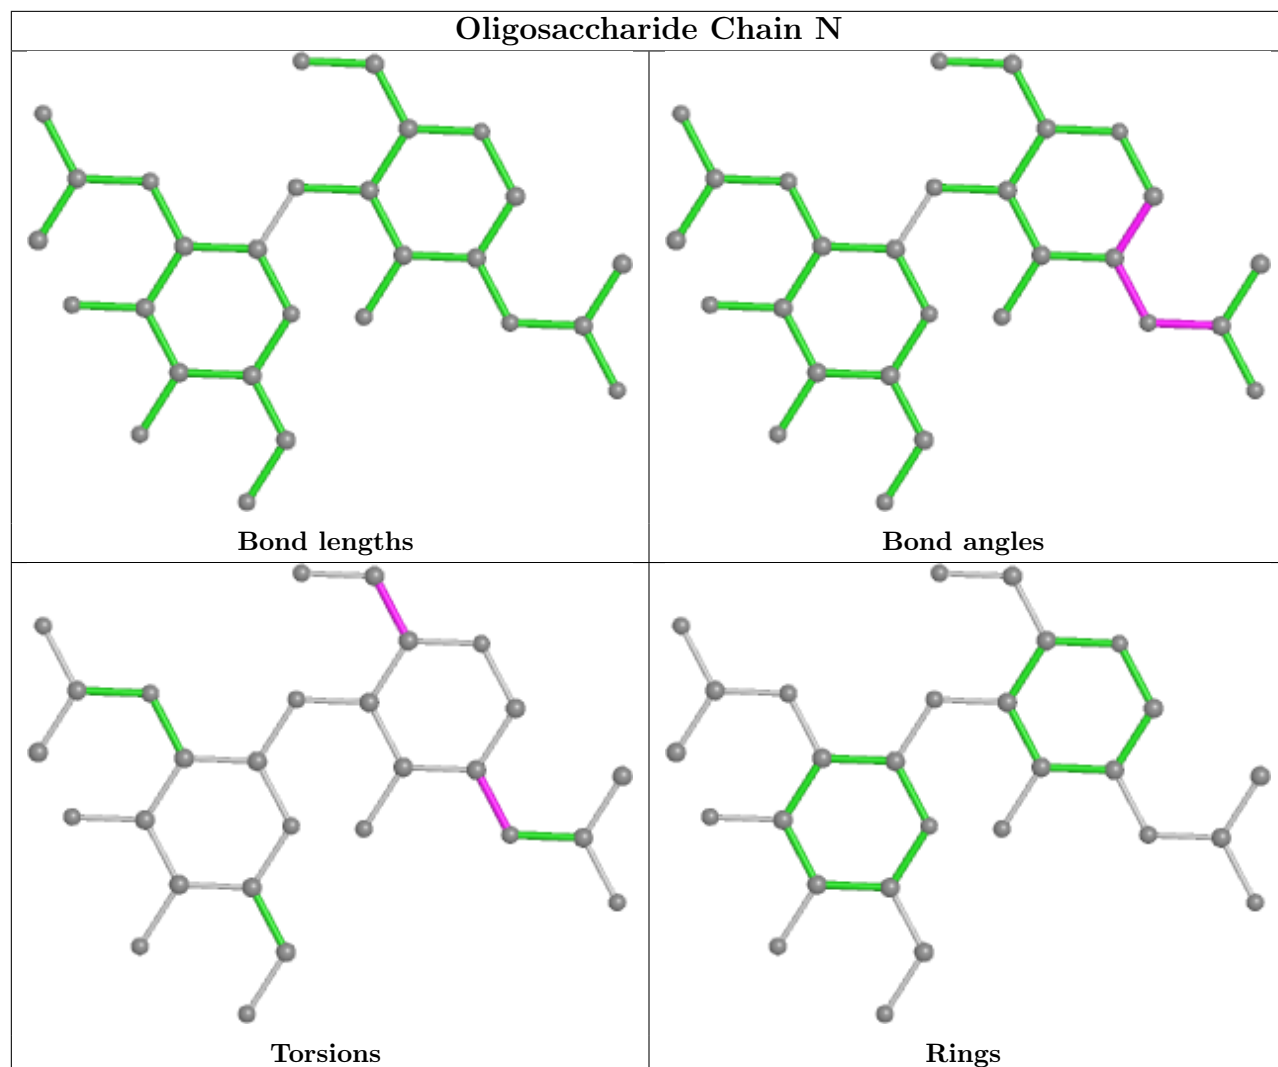 Oligosaccharide Chain N
Bond lengths
Bond angles
Torsions
Rings